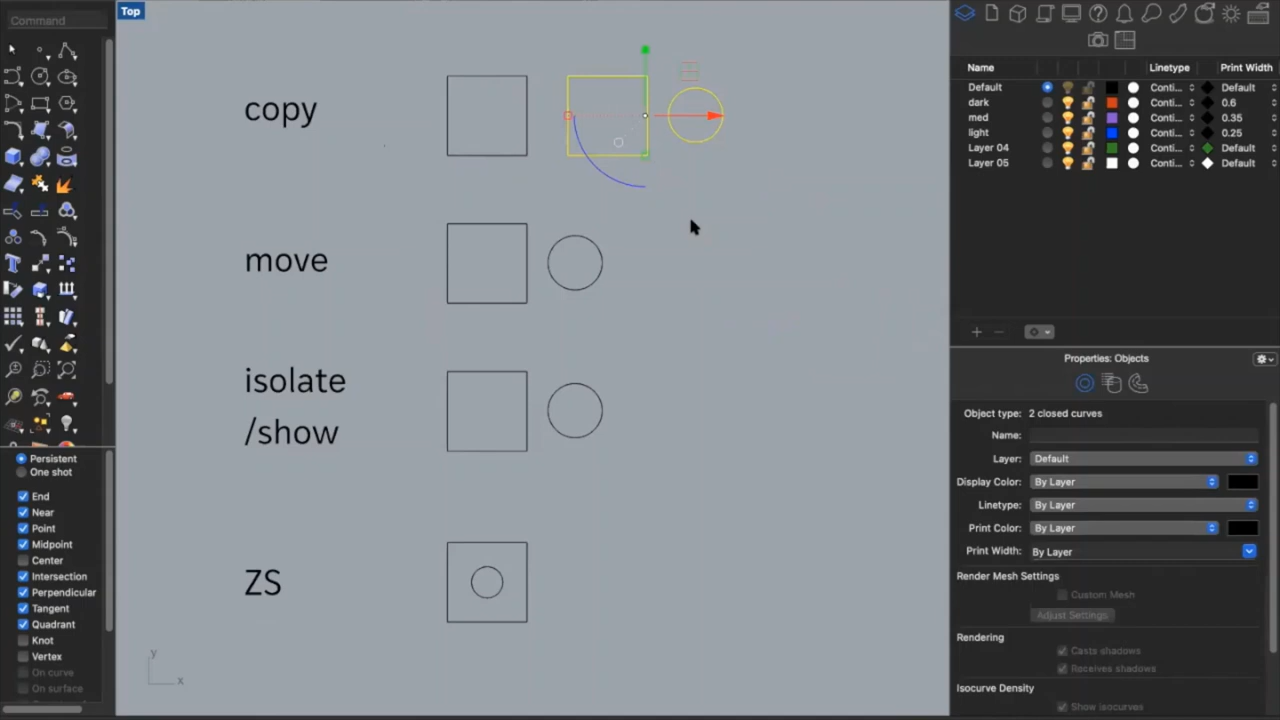 Command
Top
copy
move
isolate
/show
ZS
y
x
Persistent
One shot
End
Near
Point
Midpoint
Center
Intersection
Perpendicular
Tangent
Quadrant
Knot
Vertex
On curve
On surface
Name Linetype Print Width
Default Conti... Default
dark Conti... 0.6
med Conti... 0.35
light Conti... 0.25
Layer 04 Conti... Default
Layer 05 Conti... Default
Properties: Objects
Object type: 2 closed curves
Name:
Layer: Default
Display Color: By Layer
Linetype: By Layer
Print Color: By Layer
Print Width: By Layer
Render Mesh Settings
Custom Mesh
Adjust Settings
Rendering
Casts shadows
Receives shadows
Isocurve Density
Show isocurves